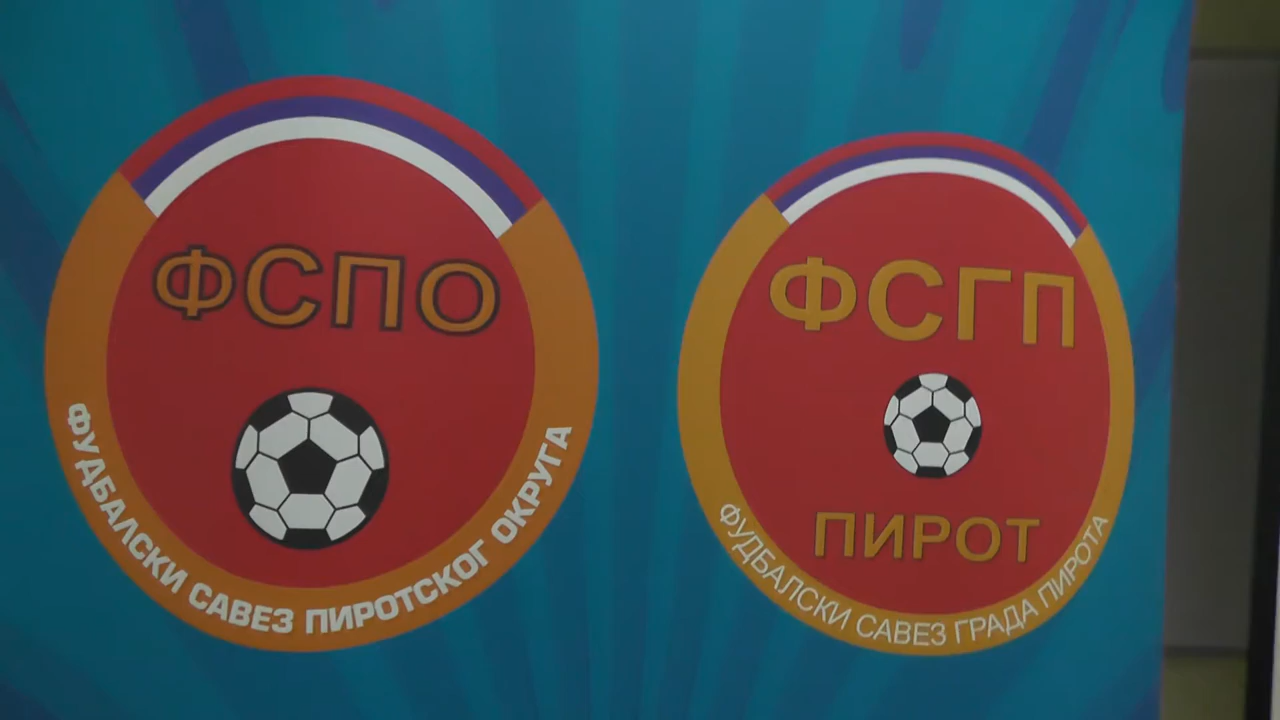 ФСПО
ФУДБАЛСКИ САВЕЗ ПИРОТСКОГ ОКРУГА
ФСГП
ПИРОТ
ФУДБАЛСКИ САВЕЗ ГРАДА ПИРОТА